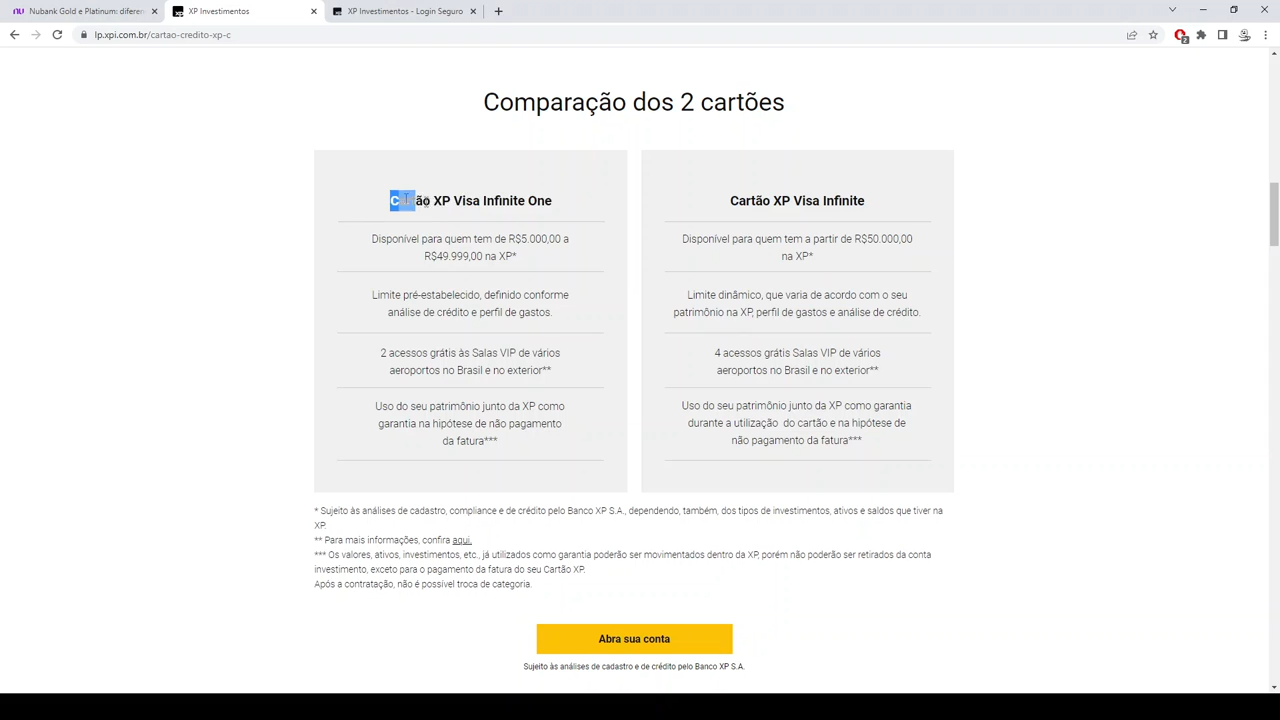 Nubank Gold e Platinum: diferen
XP Investimentos
XP Investimentos - Login Seguro
lp.xpi.com.br/cartao-credito-xp-c
2
Comparação dos 2 cartões
Cartão XP Visa Infinite One
Disponível para quem tem de R$5.000,00 a
R$49.999,00 na XP*
Limite pré-estabelecido, definido conforme
análise de crédito e perfil de gastos.
2 acessos grátis às Salas VIP de vários
aeroportos no Brasil e no exterior**
Uso do seu patrimônio junto da XP como
garantia na hipótese de não pagamento
da fatura***
Cartão XP Visa Infinite
Disponível para quem tem a partir de R$50.000,00
na XP*
Limite dinâmico, que varia de acordo com o seu
patrimônio na XP, perfil de gastos e análise de crédito.
4 acessos grátis Salas VIP de vários
aeroportos no Brasil e no exterior**
Uso do seu patrimônio junto da XP como garantia
durante a utilização do cartão e na hipótese de
não pagamento da fatura***
* Sujeito às análises de cadastro, compliance e de crédito pelo Banco XP S.A., dependendo, também, dos tipos de investimentos, ativos e saldos que tiver na
XP.
** Para mais informações, confira aqui.
*** Os valores, ativos, investimentos, etc., já utilizados como garantia poderão ser movimentados dentro da XP, porém não poderão ser retirados da conta
investimento, exceto para o pagamento da fatura do seu Cartão XP.
Após a contratação, não é possível troca de categoria.
Abra sua conta
Sujeito às análises de cadastro e de crédito pelo Banco XP S.A.